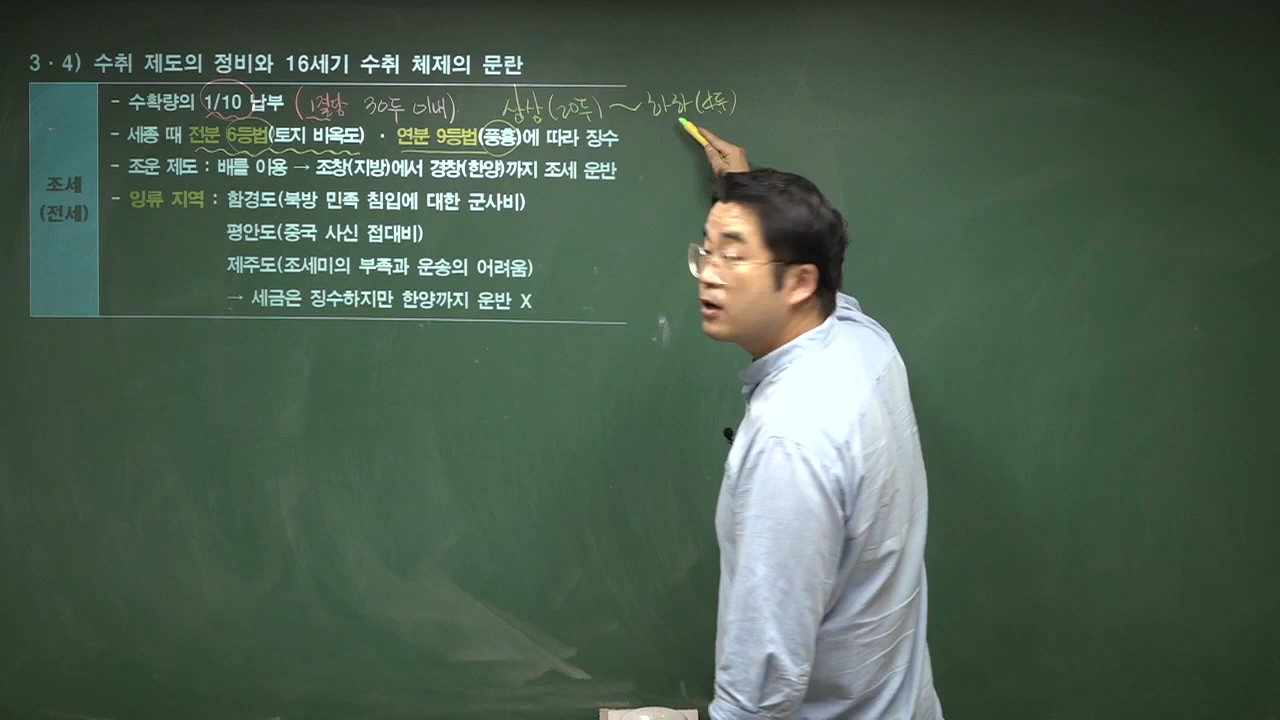 3·4) 수취 제도의 정비와 16세기 수취 체제의 문란
조세
(전세)
- 수확량의 1/10 납부 (1결당 30두 이내) 상상(20두) ~ 하하(4두)
- 세종 때 전분 6등법(토지 비옥도) · 연분 9등법(풍흉)에 따라 징수
- 조운 제도 : 배를 이용 → 조창(지방)에서 경창(한양)까지 조세 운반
- 잉류 지역 : 함경도(북방 민족 침입에 대한 군사비)
평안도(중국 사신 접대비)
제주도(조세미의 부족과 운송의 어려움)
→ 세금은 징수하지만 한양까지 운반 X